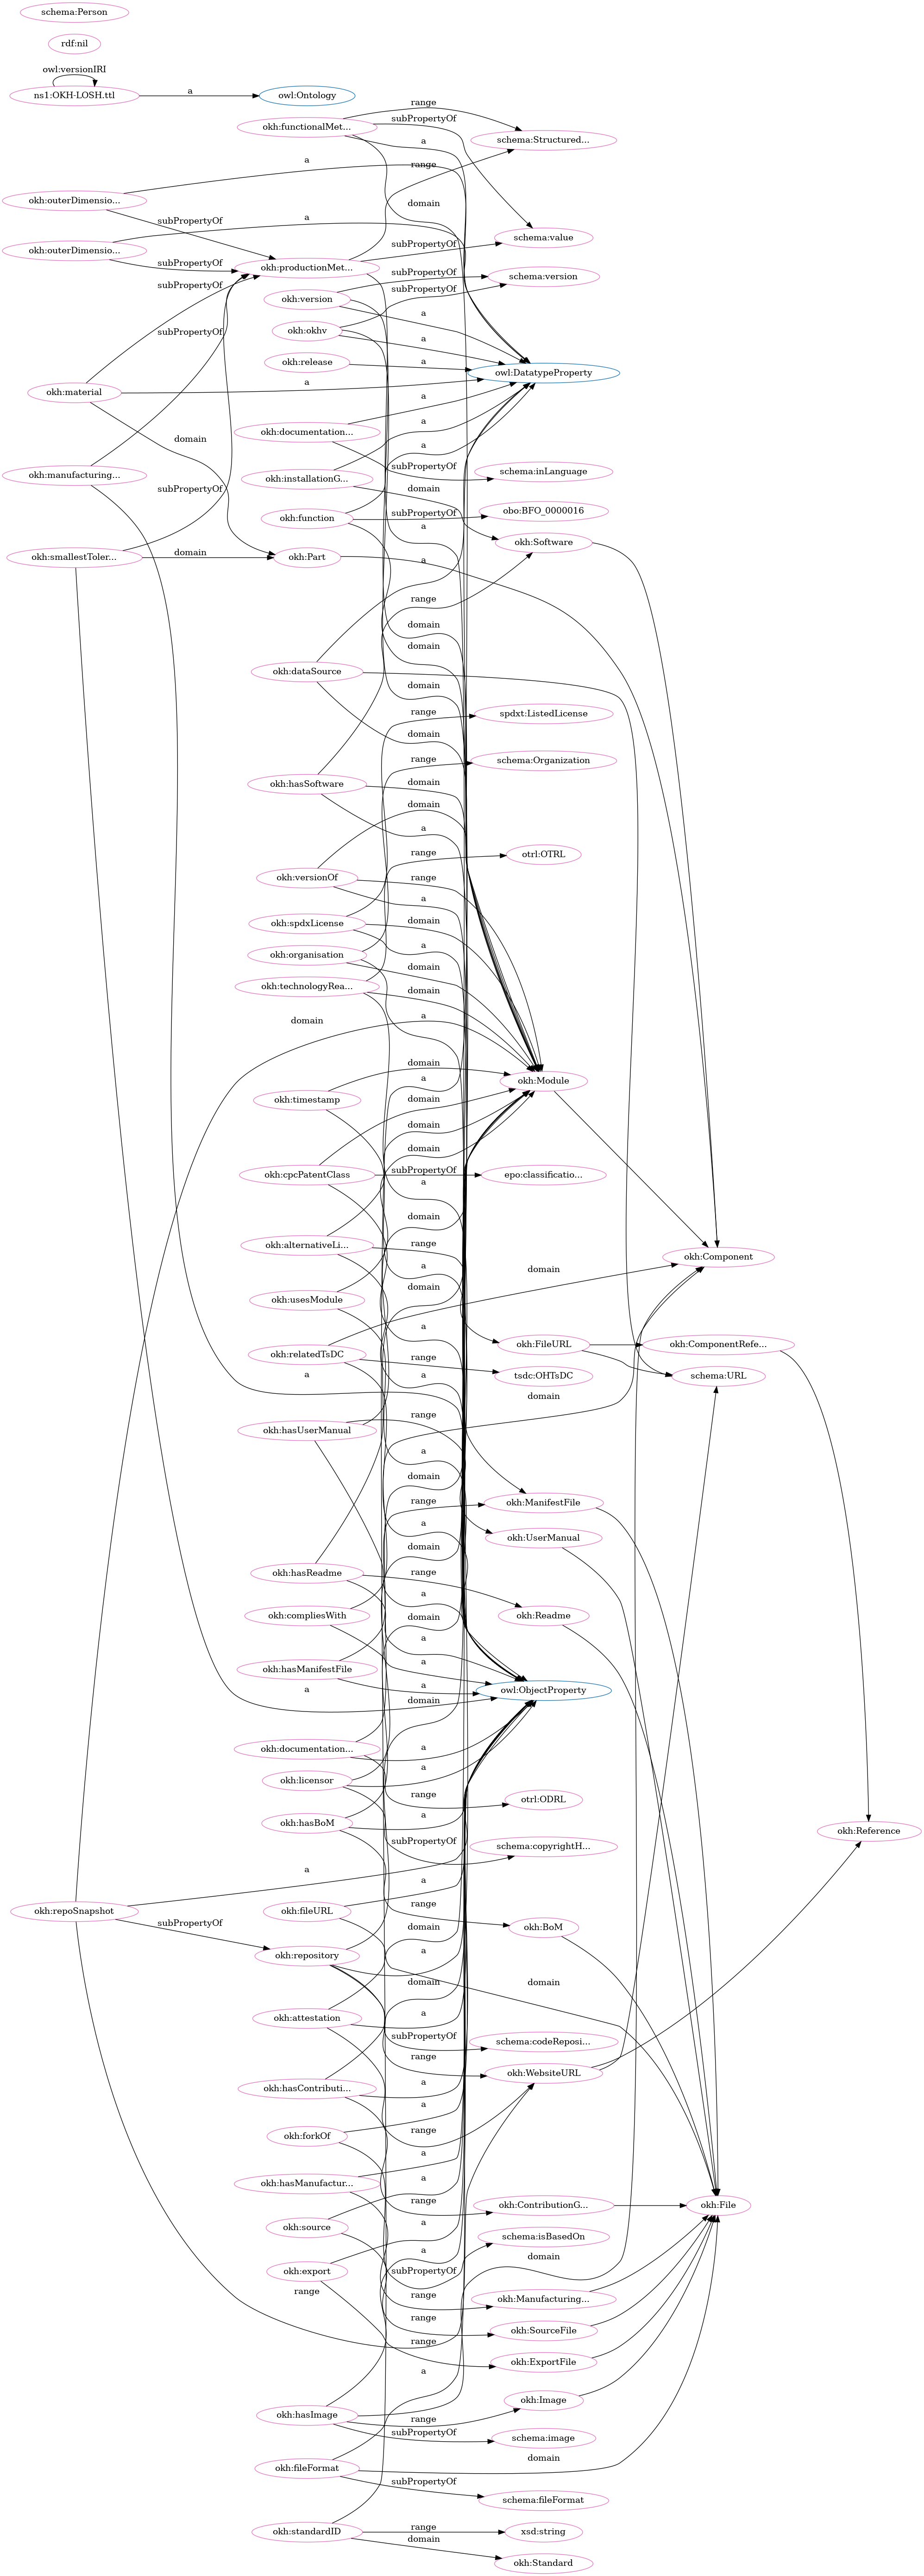 schema:Person
rdf:nil
owl:versionIRI
ns1:OKH-LOSH.ttl
a
owl:Ontology
okh:functionalMet...
range
subPropertyOf
a
schema:Structured...
range
a
domain
okh:outerDimensio...
subPropertyOf
a
schema:value
okh:outerDimensio...
subPropertyOf
okh:productionMet...
subPropertyOf
subPropertyOf
schema:version
subPropertyOf
okh:version
subPropertyOf
a
okh:okhv
subPropertyOf
a
okh:release
a
owl:DatatypeProperty
okh:material
a
a
domain
okh:documentation...
a
a
subPropertyOf
schema:inLanguage
okh:manufacturing...
okh:installationG...
domain
subPropertyOf
subPropertyOf
obo:BFO_0000016
okh:function
a
okh:Software
okh:smallestToler...
domain
okh:Part
a
range
domain
domain
okh:dataSource
domain
range
spdxt:ListedLicense
domain
range
schema:Organization
okh:hasSoftware
domain
domain
a
range
otrl:OTRL
okh:versionOf
range
a
okh:spdxLicense
domain
okh:organisation
a
domain
okh:technologyRea...
domain
a
domain
domain
a
okh:Module
okh:timestamp
domain
domain
domain
okh:cpcPatentClass
subPropertyOf
a
epo:classificatio...
domain
okh:alternativeLi...
range
okh:Component
a
domain
domain
okh:usesModule
a
okh:FileURL
okh:ComponentRefe...
okh:relatedTsDC
range
a
a
tsdc:OHTsDC
schema:URL
domain
okh:hasUserManual
range
a
domain
range
okh:ManifestFile
a
okh:UserManual
domain
okh:hasReadme
range
a
okh:compliesWith
domain
okh:Readme
a
okh:hasManifestFile
a
a
a
domain
owl:ObjectProperty
okh:documentation...
a
okh:licensor
a
range
otrl:ODRL
okh:hasBoM
a
okh:Reference
subPropertyOf
schema:copyrightH...
a
a
okh:repoSnapshot
okh:fileURL
range
subPropertyOf
domain
okh:BoM
okh:repository
a
domain
domain
attestation
okh:attestation
a
subPropertyOf
schema:codeReposi...
range
okh:WebsiteURL
okh:hasContributi...
a
a
okh:forkOf
range
a
okh:hasManufactur...
a
range
okh:ContributionG...
okh:File
okh:source
a
schema:isBasedOn
a
domain
okh:export
subPropertyOf
range
range
okh:Manufacturing...
range
okh:SourceFile
range
okh:ExportFile
a
okh:Image
okh:hasImage
range
subPropertyOf
schema:image
domain
okh:fileFormat
subPropertyOf
schema:fileFormat
okh:standardID
range
xsd:string
domain
okh:Standard